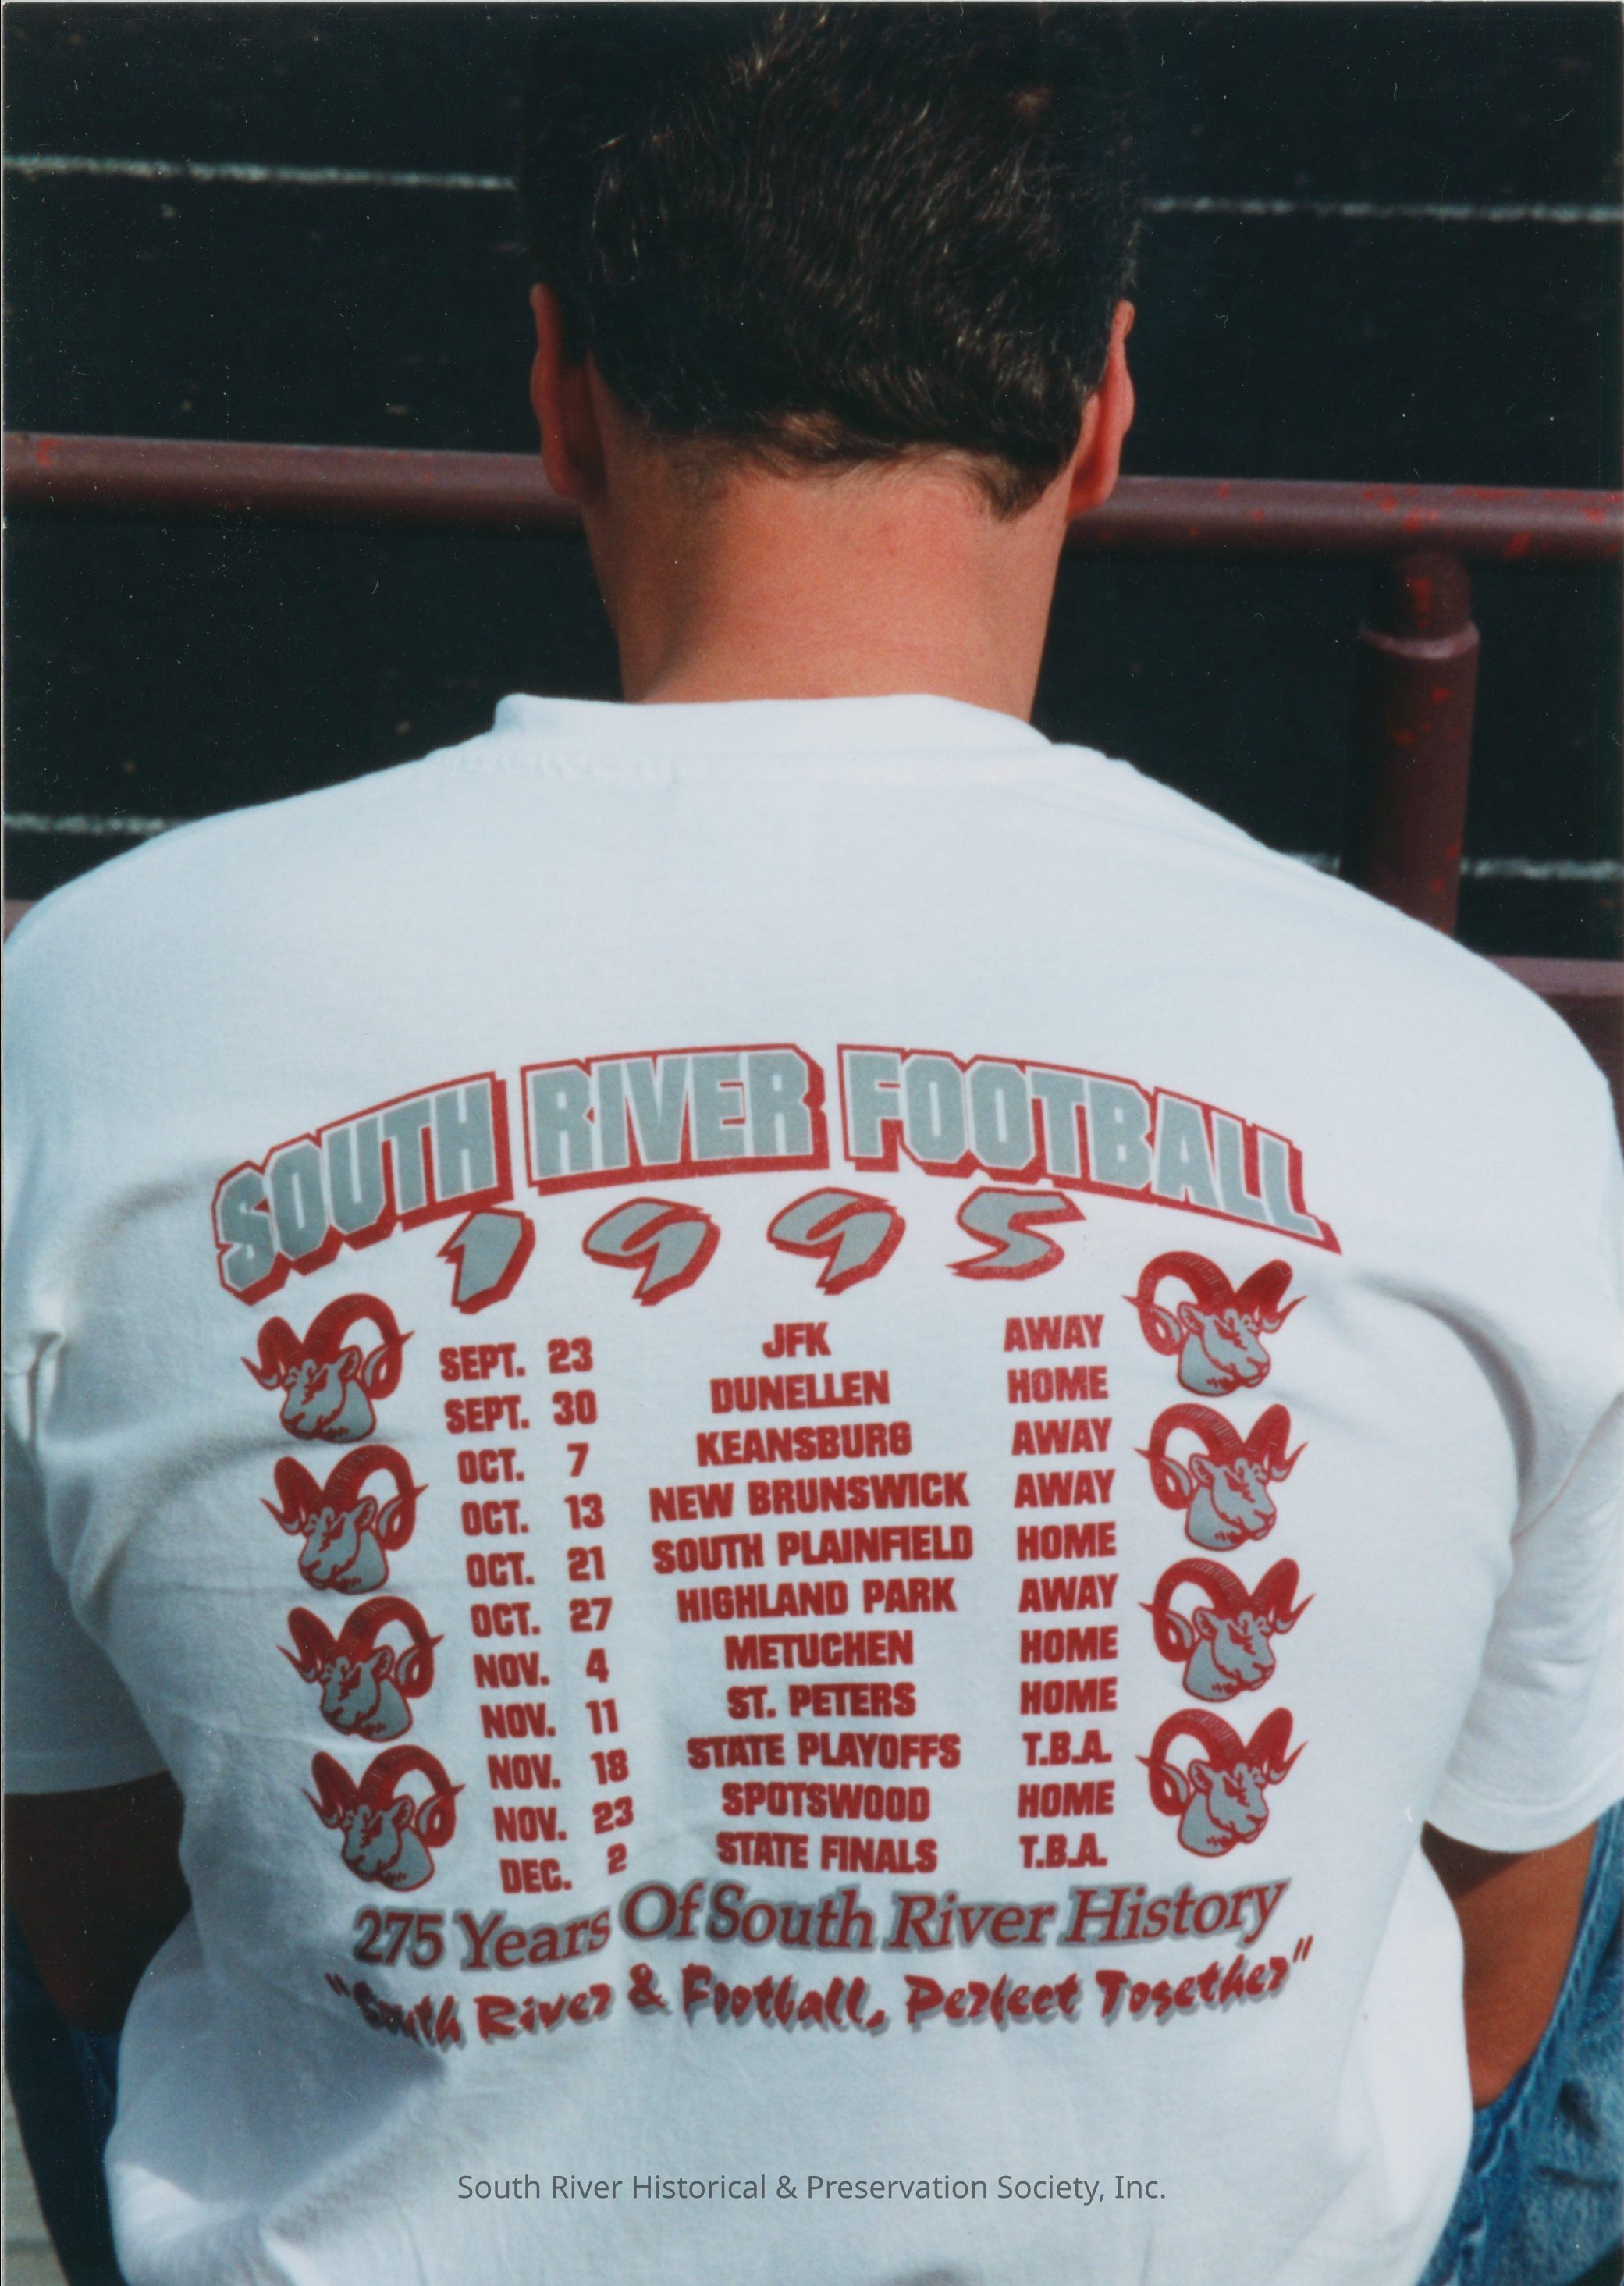 SOUTH RIVER FOOTBALL
1995
SEPT. 23 JFK AWAY
SEPT. 30 DUNELLEN HOME
OCT. 7 KEANSBURG AWAY
OCT. 13 NEW BRUNSWICK AWAY
OCT. 21 SOUTH PLAINFIELD HOME
OCT. 27 HIGHLAND PARK AWAY
NOV. 4 METUCHEN HOME
NOV. 11 ST. PETERS HOME
NOV. 18 STATE PLAYOFFS T.B.A.
NOV. 23 SPOTSWOOD HOME
DEC. 2 STATE FINALS T.B.A.
275 Years Of South River History
"South River & Football, Perfect Together"
South River Historical & Preservation Society, Inc.